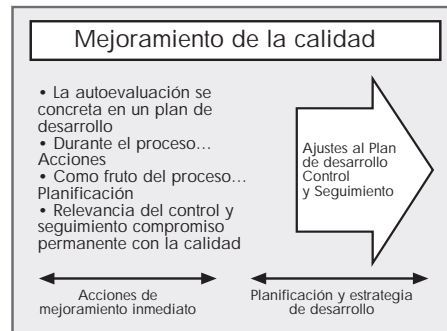 Mejoramiento de la calidad
• La autoevaluación se
concreta en un plan de
desarrollo
• Durante el proceso…
Acciones
• Como fruto del proceso…
Planificación
• Relevancia del control y
seguimiento compromiso
permanente con la calidad
Ajustes al Plan
de desarrollo
Control
y Seguimiento
Acciones de
mejoramiento inmediato
Planificación y estrategia
de desarrollo